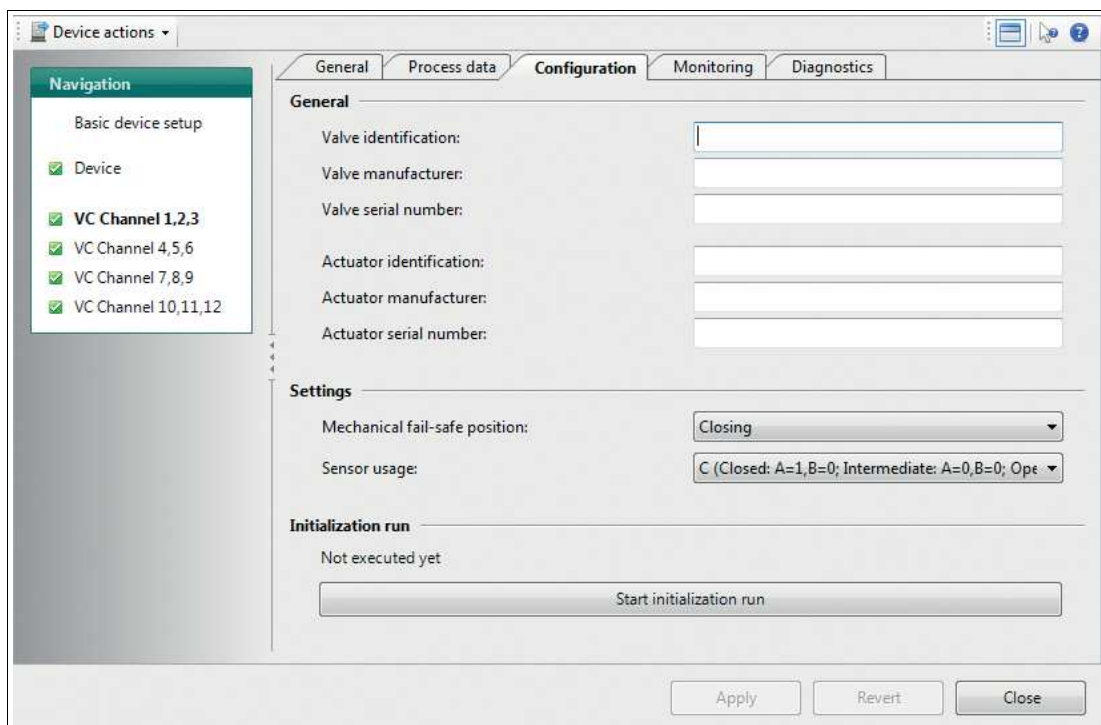 Device actions
Navigation
Basic device setup
Device
VC Channel 1,2,3
VC Channel 4,5,6
VC Channel 7,8,9
VC Channel 10,11,12
General Process data Configuration Monitoring Diagnostics
General
Valve identification:
Valve manufacturer:
Valve serial number:
Actuator identification:
Actuator manufacturer:
Actuator serial number:
Settings
Mechanical fail-safe position: Closing
Sensor usage: C (Closed: A=1,B=0; Intermediate: A=0,B=0; Ope
Initialization run
Not executed yet
Start initialization run
Apply Revert Close